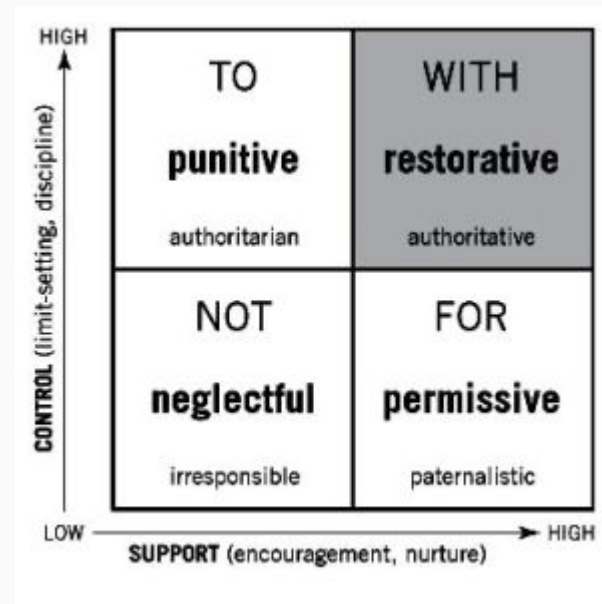 HIGH
CONTROL (limit-setting, discipline)
TO
punitive
authoritarian
WITH
restorative
authoritative
NOT
neglectful
irresponsible
FOR
permissive
paternalistic
LOW
HIGH
SUPPORT (encouragement, nurture)